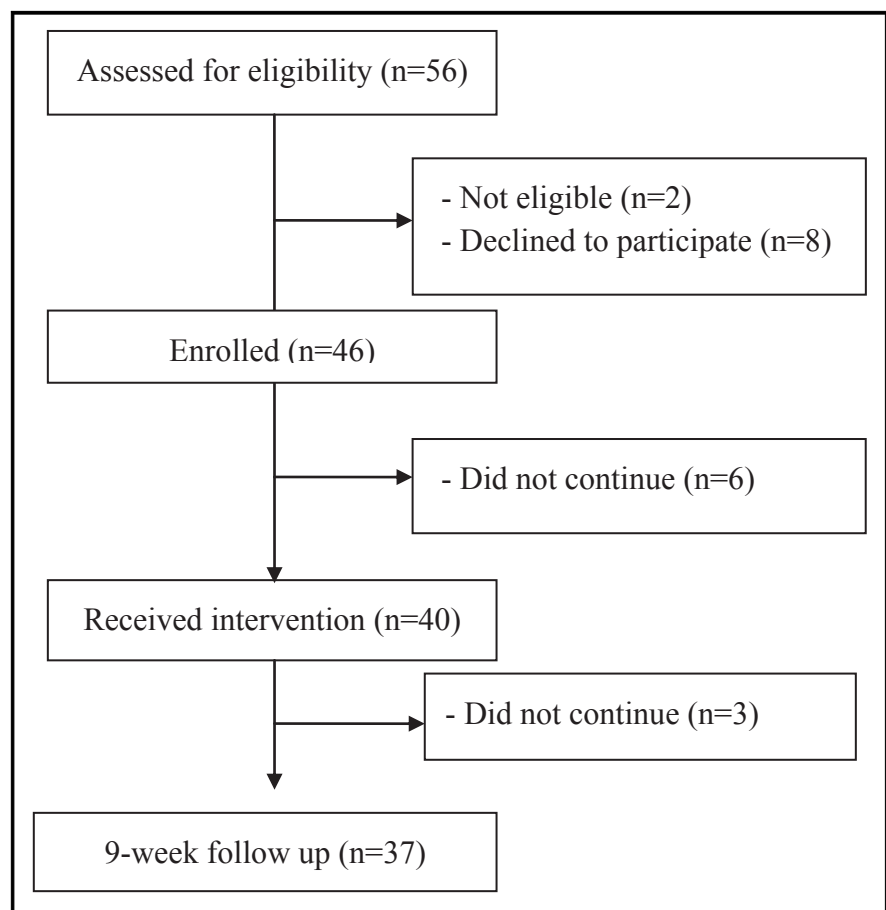 Assessed for eligibility (n=56)
- Not eligible (n=2)
- Declined to participate (n=8)
Enrolled (n=46)
- Did not continue (n=6)
Received intervention (n=40)
- Did not continue (n=3)
9-week follow up (n=37)